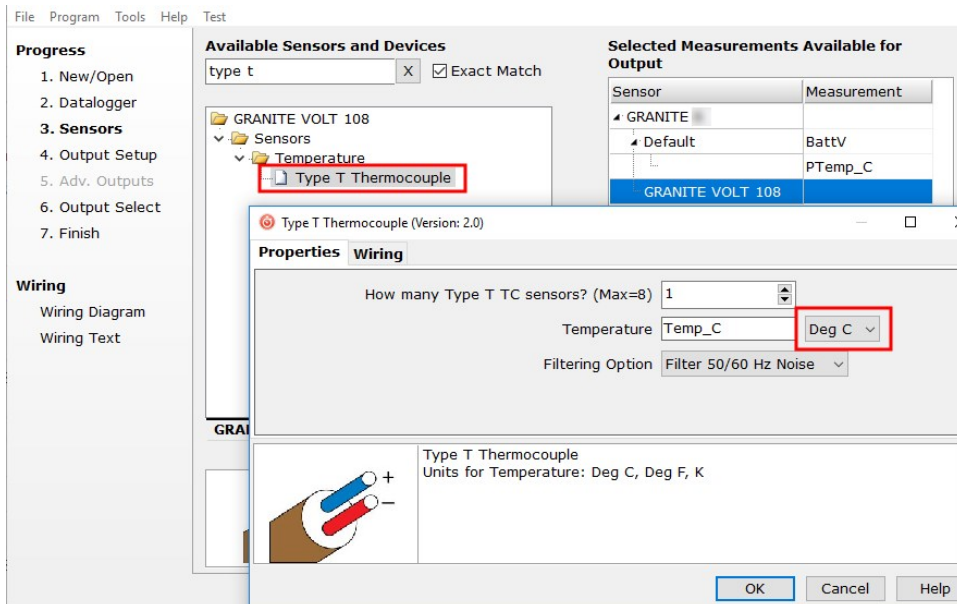 File Program Tools Help Test
Progress
1. New/Open
2. Datalogger
3. Sensors
4. Output Setup
5. Adv. Outputs
6. Output Select
7. Finish
Wiring
Wiring Diagram
Wiring Text
Available Sensors and Devices
type t X Exact Match
GRANITE VOLT 108
Sensors
Temperature
Type T Thermocouple
Selected Measurements Available for
Output
Sensor Measurement
GRANITE
Default BattV
PTemp_C
GRANITE VOLT 108
Type T Thermocouple (Version: 2.0)
Properties Wiring
How many Type T TC sensors? (Max=8) 1
Temperature Temp_C Deg C
Filtering Option Filter 50/60 Hz Noise
Type T Thermocouple
Units for Temperature: Deg C, Deg F, K
+
−
OK Cancel Help